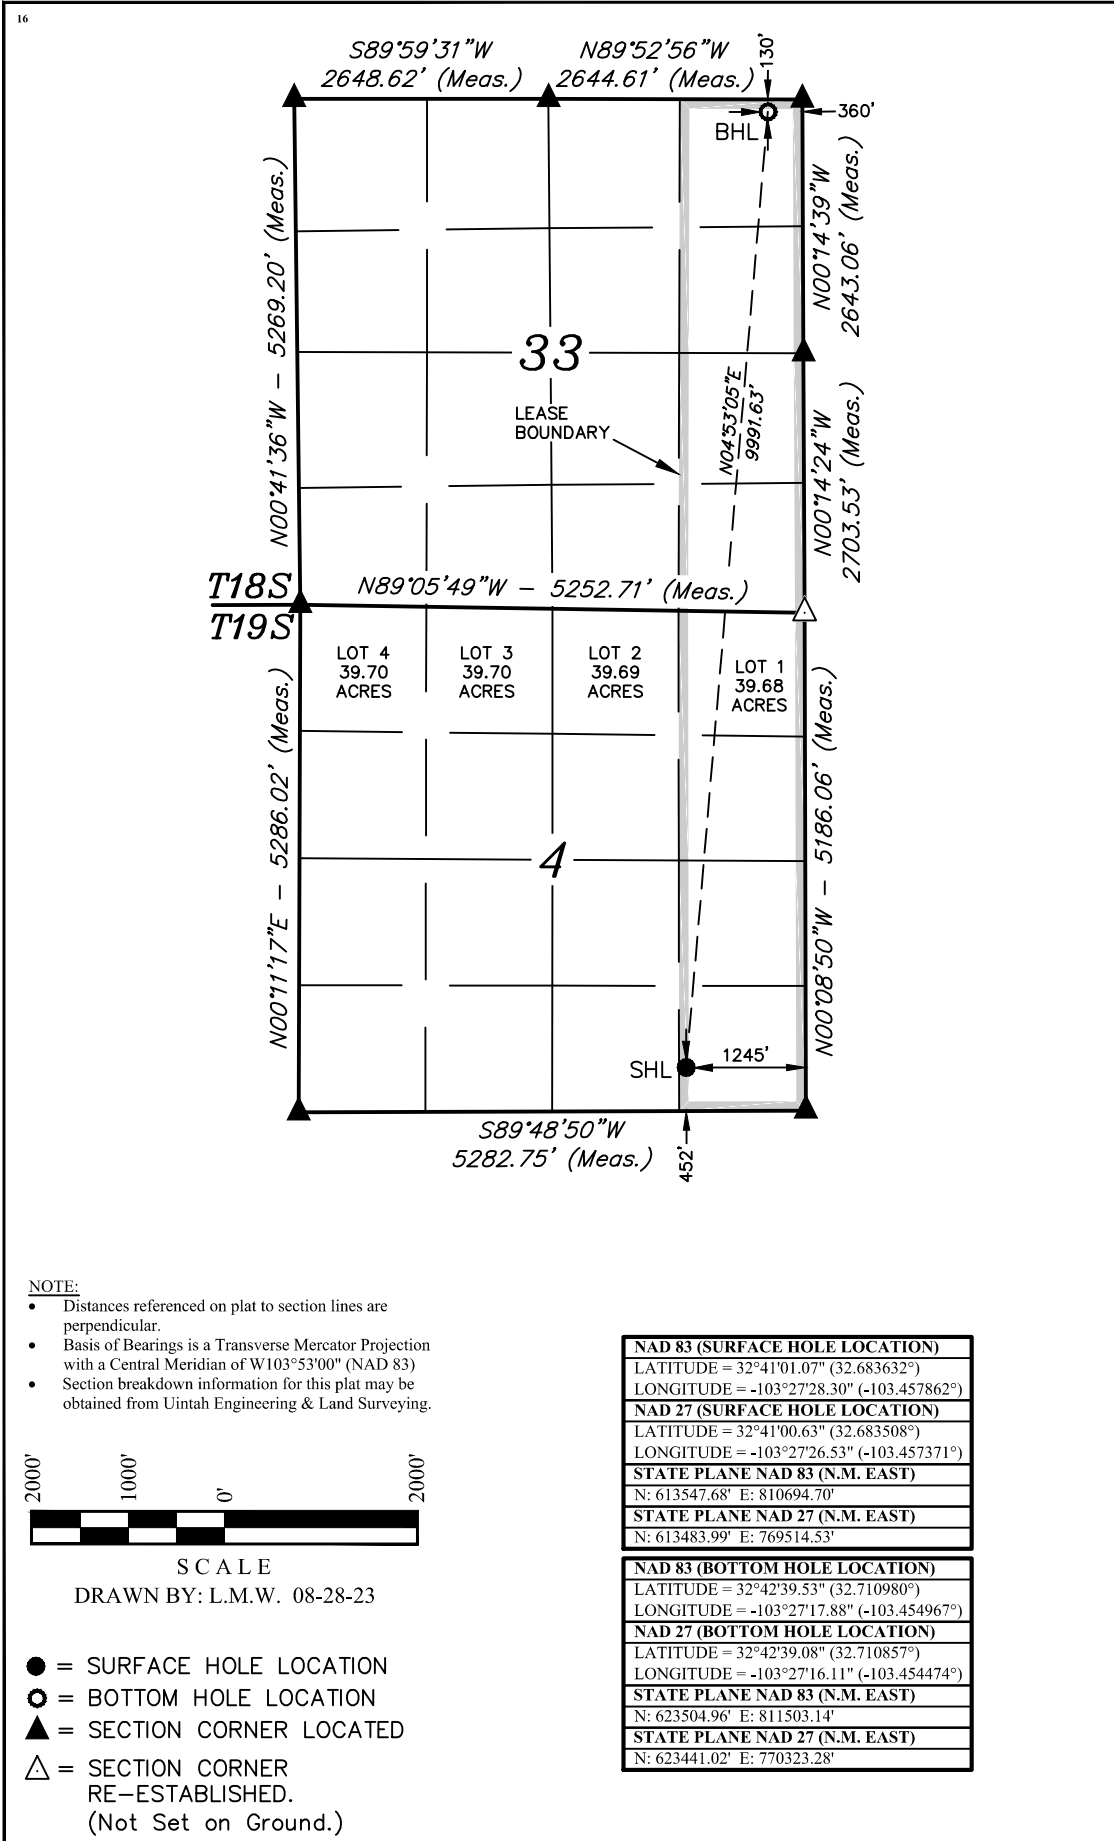 16
S89°59'31"W
2648.62' (Meas.)
N89°52'56"W
2644.61' (Meas.)
130'
360'
BHL
N00°41'36"W - 5269.20' (Meas.)
N00°14'39"W
2643.06' (Meas.)
33
N04°53'05"E
9991.63'
LEASE
BOUNDARY
N00°14'24"W
2703.53' (Meas.)
T18S
N89°05'49"W - 5252.71' (Meas.)
T19S
LOT 4
39.70
ACRES
LOT 3
39.70
ACRES
LOT 2
39.69
ACRES
LOT 1
39.68
ACRES
N00°11'17"E - 5286.02' (Meas.)
N00°08'50"W - 5186.06' (Meas.)
4
SHL
1245'
S89°48'50"W
5282.75' (Meas.)
452'
NOTE:
• Distances referenced on plat to section lines are
perpendicular.
• Basis of Bearings is a Transverse Mercator Projection
with a Central Meridian of W103°53'00" (NAD 83)
• Section breakdown information for this plat may be
obtained from Uintah Engineering & Land Surveying.
2000'
1000'
0'
2000'
SCALE
DRAWN BY: L.M.W. 08-28-23
= SURFACE HOLE LOCATION
= BOTTOM HOLE LOCATION
= SECTION CORNER LOCATED
= SECTION CORNER
RE-ESTABLISHED.
(Not Set on Ground.)
NAD 83 (SURFACE HOLE LOCATION)
LATITUDE = 32°41'01.07" (32.683632°)
LONGITUDE = -103°27'28.30" (-103.457862°)
NAD 27 (SURFACE HOLE LOCATION)
LATITUDE = 32°41'00.63" (32.683508°)
LONGITUDE = -103°27'26.53" (-103.457371°)
STATE PLANE NAD 83 (N.M. EAST)
N: 613547.68' E: 810694.70'
STATE PLANE NAD 27 (N.M. EAST)
N: 613483.99' E: 769514.53'
NAD 83 (BOTTOM HOLE LOCATION)
LATITUDE = 32°42'39.53" (32.710980°)
LONGITUDE = -103°27'17.88" (-103.454967°)
NAD 27 (BOTTOM HOLE LOCATION)
LATITUDE = 32°42'39.08" (32.710857°)
LONGITUDE = -103°27'16.11" (-103.454474°)
STATE PLANE NAD 83 (N.M. EAST)
N: 623504.96' E: 811503.14'
STATE PLANE NAD 27 (N.M. EAST)
N: 623441.02' E: 770323.28'